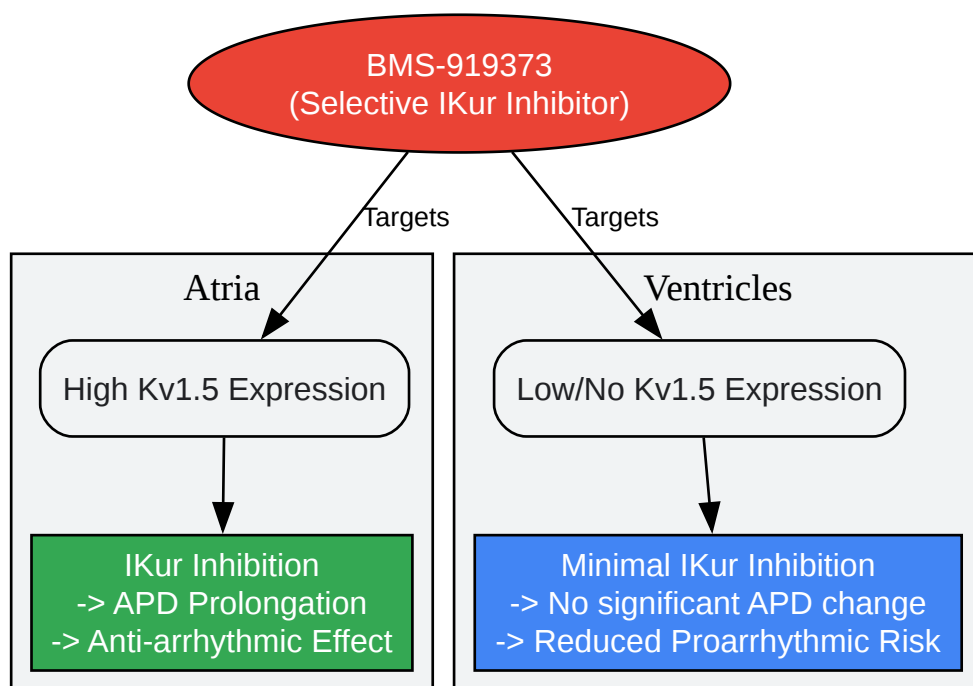 BMS-919373
(Selective IKur Inhibitor)
Targets
Targets
Atria
Ventricles
High Kv1.5 Expression
Low/No Kv1.5 Expression
IKur Inhibition
-> APD Prolongation
-> Anti-arrhythmic Effect
Minimal IKur Inhibition
-> No significant APD change
-> Reduced Proarrhythmic Risk